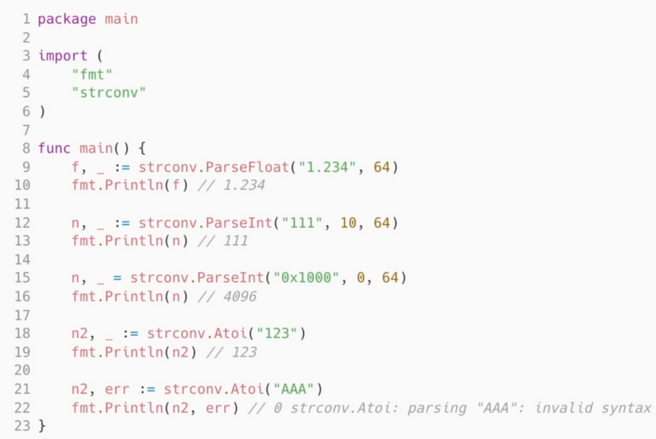 1 package main
2
3 import (
4     "fmt"
5     "strconv"
6 )
7
8 func main() {
9     f, _ := strconv.ParseFloat("1.234", 64)
10     fmt.Println(f) // 1.234
11
12     n, _ := strconv.ParseInt("111", 10, 64)
13     fmt.Println(n) // 111
14
15     n, _ = strconv.ParseInt("0x1000", 0, 64)
16     fmt.Println(n) // 4096
17
18     n2, _ := strconv.Atoi("123")
19     fmt.Println(n2) // 123
20
21     n2, err := strconv.Atoi("AAA")
22     fmt.Println(n2, err) // 0 strconv.Atoi: parsing "AAA": invalid syntax
23 }